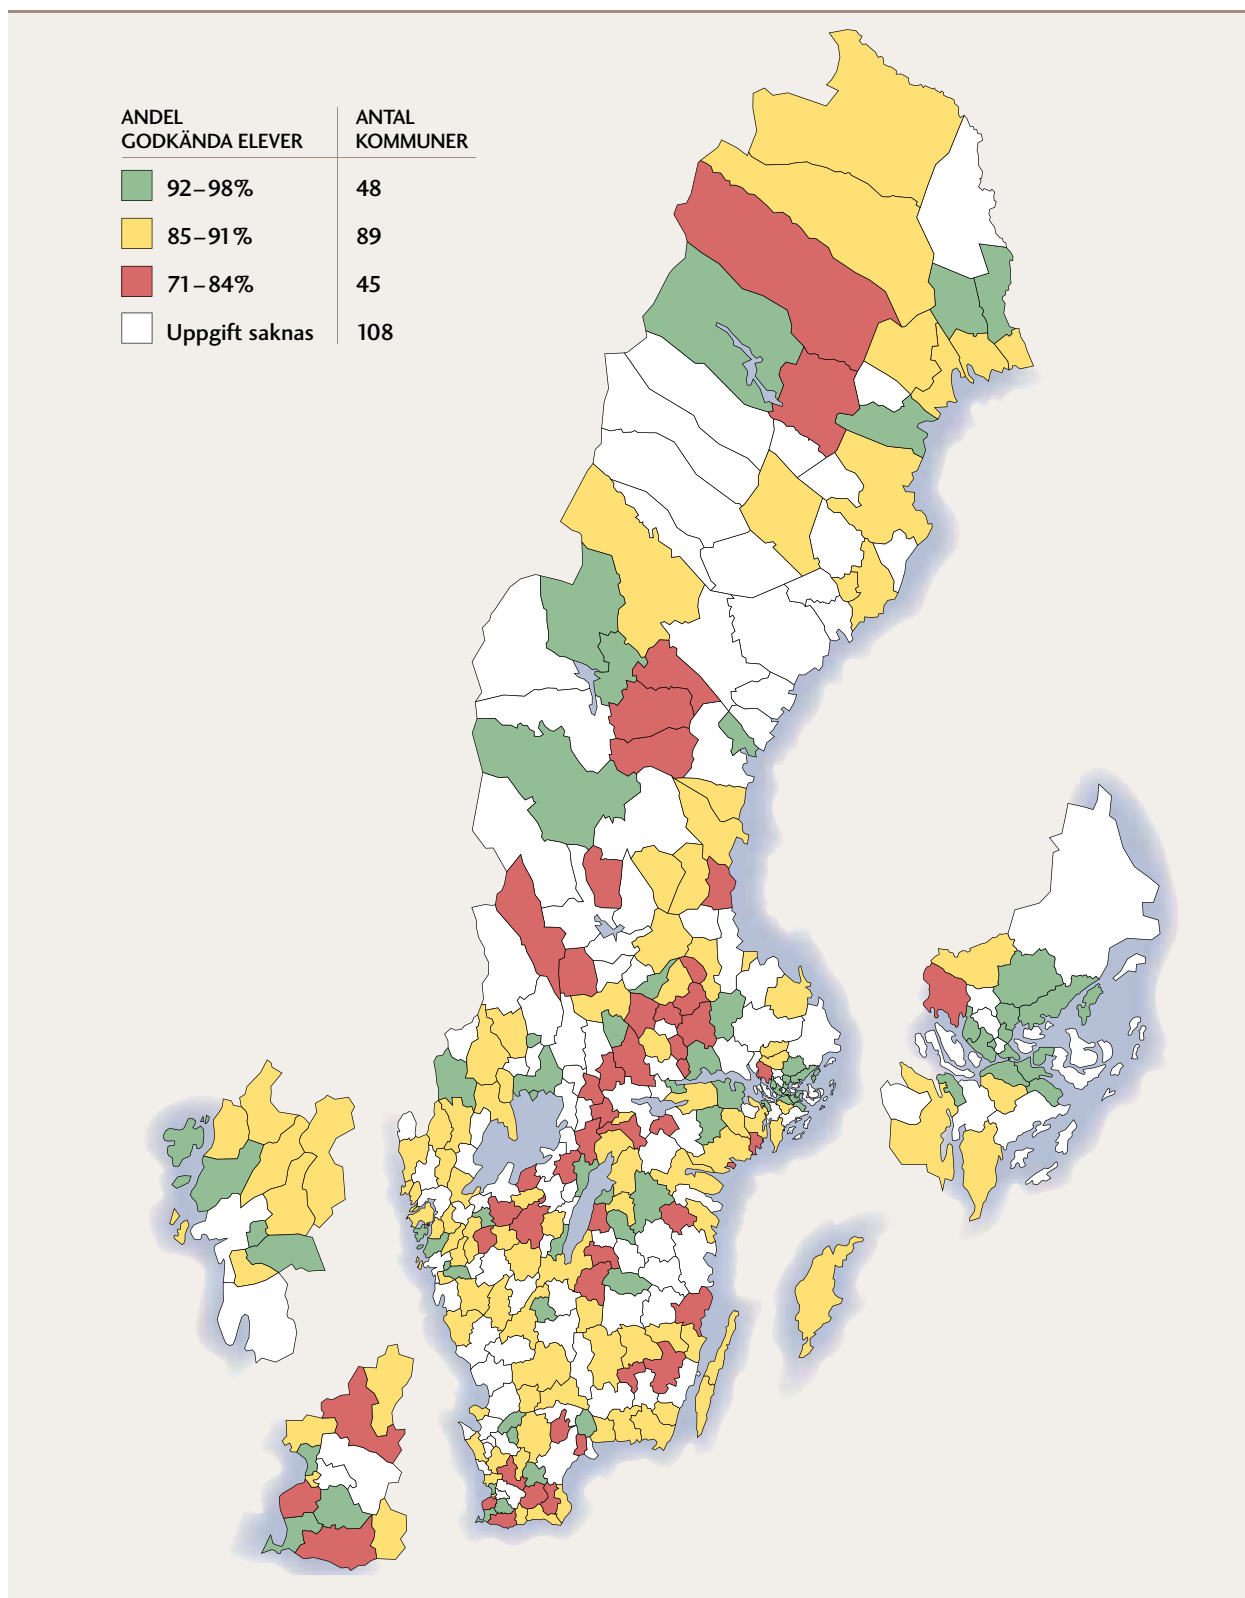 ANDEL
GODKÄNDA ELEVER
ANTAL
KOMMUNER
92–98% 48
85–91% 89
71–84% 45
Uppgift saknas 108